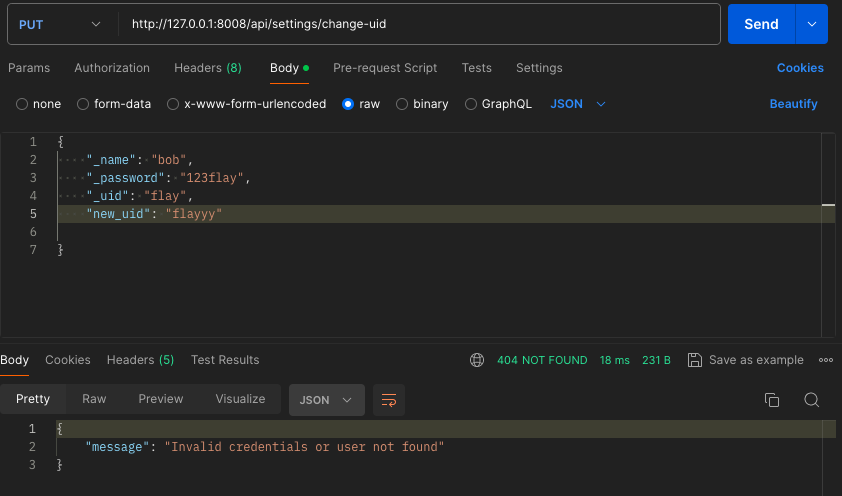 PUT http://127.0.0.1:8008/api/settings/change-uid Send
Params Authorization Headers (8) Body Pre-request Script Tests Settings Cookies
none form-data x-www-form-urlencoded raw binary GraphQL JSON Beautify
1 {
2 "_name": "bob",
3 "_password": "123flay",
4 "_uid": "flay",
5 "new_uid": "flayyy"
6
7 }
Body Cookies Headers (5) Test Results 404 NOT FOUND 18 ms 231 B Save as example
Pretty Raw Preview Visualize JSON
1 {
2 "message": "Invalid credentials or user not found"
3 }